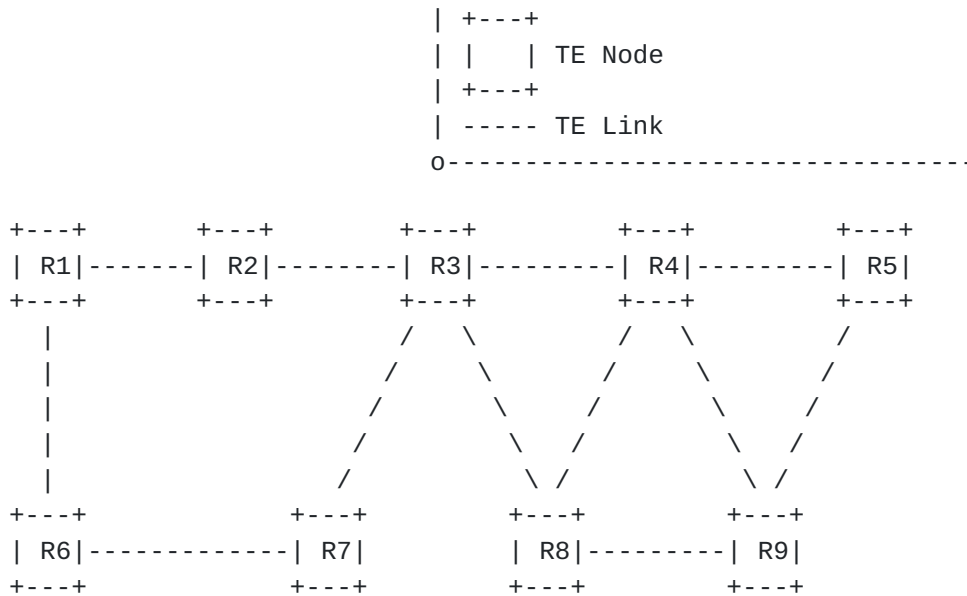 | +---+
| |   | TE Node
| +---+
| ----- TE Link
o----------------------------------
+---+       +---+        +---+         +---+         +---+
| R1|-------| R2|--------| R3|---------| R4|---------| R5|
+---+       +---+        +---+         +---+         +---+
  |                      /   \         /   \         /
  |                     /     \       /     \       /
  |                    /       \     /       \     /
  |                   /         \   /         \   /
  |                  /           \ /           \ /
+---+             +---+         +---+         +---+
| R6|-------------| R7|         | R8|---------| R9|
+---+             +---+         +---+         +---+